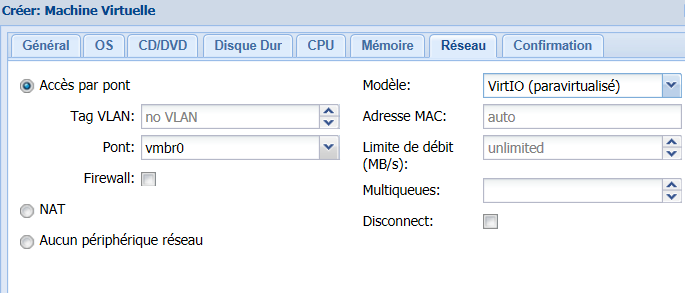 Créer: Machine Virtuelle
Général OS CD/DVD Disque Dur CPU Mémoire Réseau Confirmation
Accès par pont Modèle: VirtIO (paravirtualisé)
Tag VLAN: no VLAN Adresse MAC: auto
Pont: vmbr0 Limite de débit (MB/s): unlimited
Firewall: Multiqueues:
NAT Disconnect:
Aucun périphérique réseau